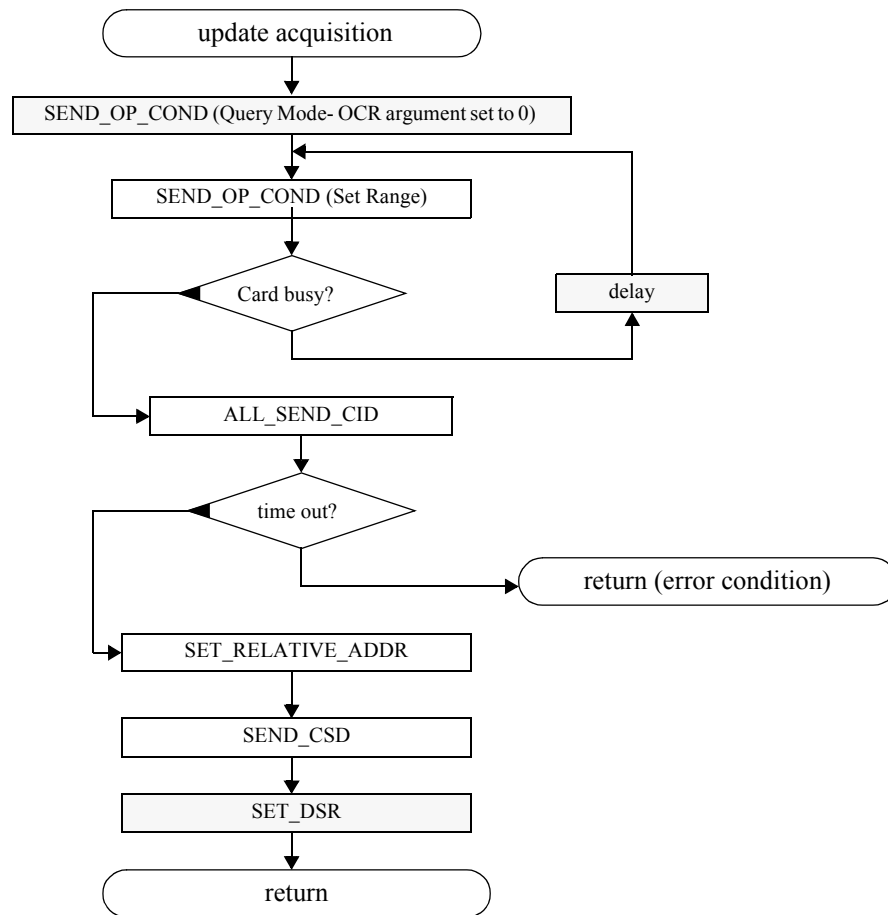 update acquisition
SEND_OP_COND (Query Mode- OCR argument set to 0)
SEND_OP_COND (Set Range)
Card busy?
delay
ALL_SEND_CID
time out?
return (error condition)
SET_RELATIVE_ADDR
SEND_CSD
SET_DSR
return